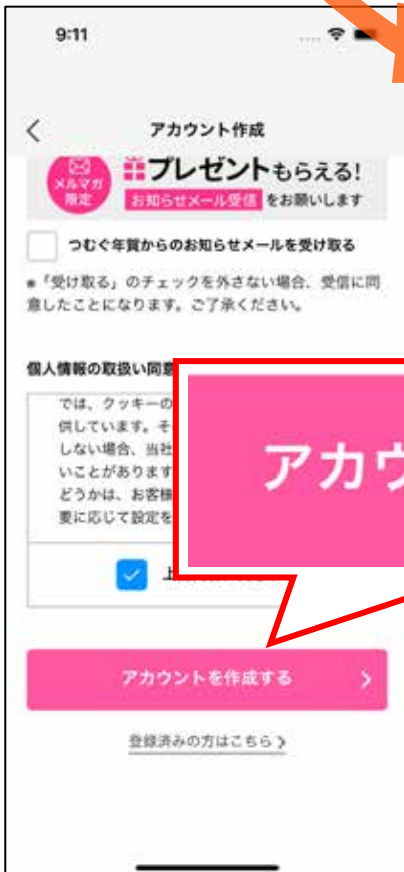 9:11
アカウント作成
メルマガ
限定
プレゼントもらえる!
お知らせメール受信 をお願いします
つむぐ年賀からのお知らせメールを受け取る
※「受け取る」のチェックを外さない場合、受信に同
意したことになります。ご了承ください。
個人情報の取扱い同意
では、クッキーの
供しています。そ
しない場合、当社
いことがあります
どうかは、お客様
要に応じて設定を
アカウ
上
アカウントを作成する
登録済みの方はこちら